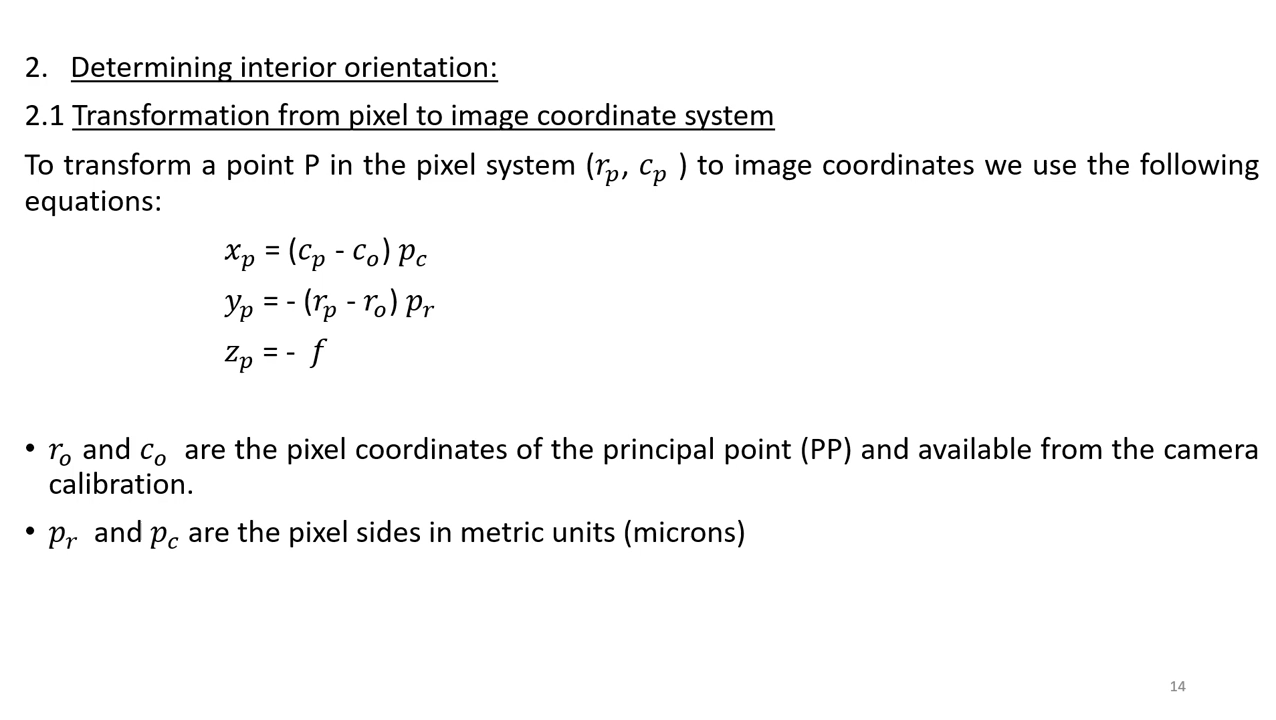 2. Determining interior orientation:
2.1 Transformation from pixel to image coordinate system
To transform a point P in the pixel system (rₚ, cₚ ) to image coordinates we use the following
equations:
xₚ = (cₚ - cₒ) p_c
yₚ = - (rₚ - rₒ) pᵣ
zₚ = - f
• rₒ and cₒ are the pixel coordinates of the principal point (PP) and available from the camera
calibration.
• pᵣ and p_c are the pixel sides in metric units (microns)
14